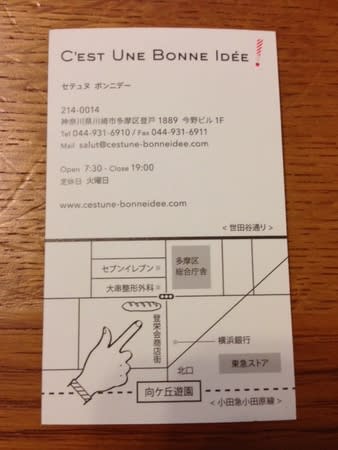 C'EST UNE BONNE IDÉE!
セテュヌ ボンニデー
214-0014
神奈川県川崎市多摩区登戸 1889 今野ビル 1F
Tel 044-931-6910 / Fax 044-931-6911
Mail salut@cestune-bonneidee.com
Open 7:30 - Close 19:00
定休日 火曜日
www.cestune-bonneidee.com
< 世田谷通り >
セブンイレブン
多摩区
総合庁舎
大串整形外科
登栄会商店街
横浜銀行
東急ストア
北口
向ケ丘遊園
< 小田急小田原線 >